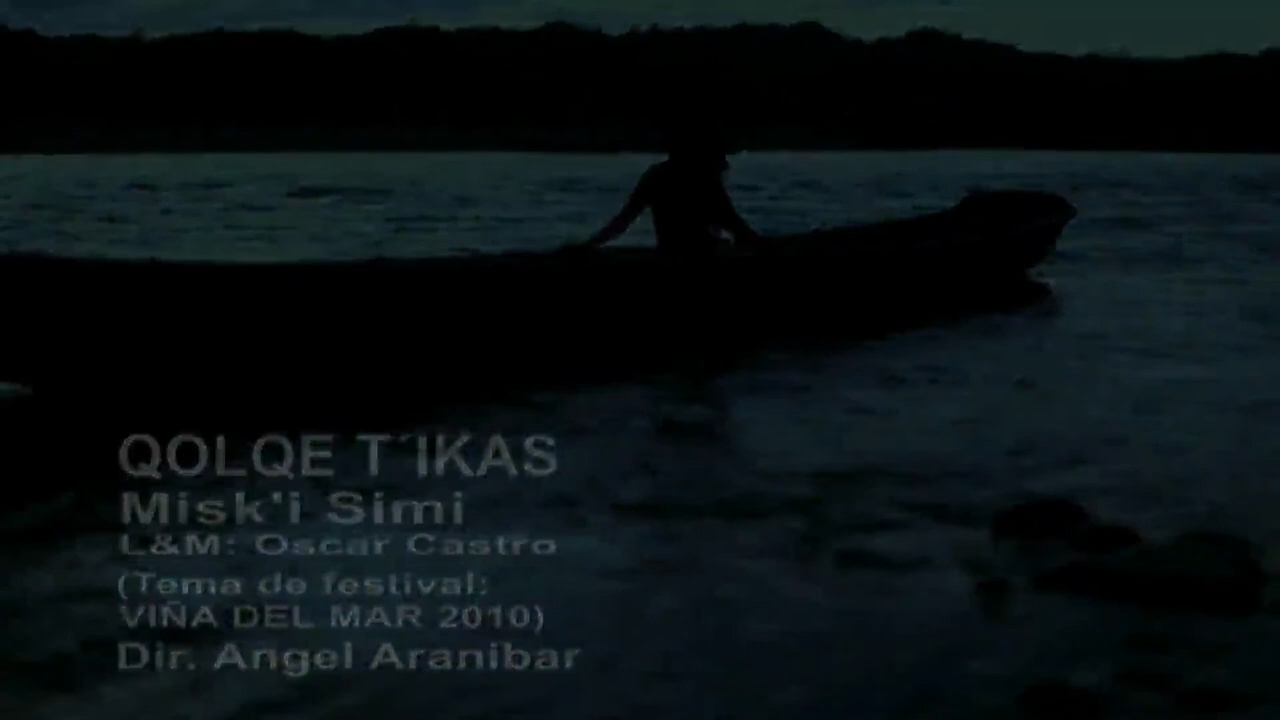 QOLQE T´IKAS
Misk'i Simi
L&M: Oscar Castro
(Tema de festival:
VIÑA DEL MAR 2010)
Dir. Angel Aranibar